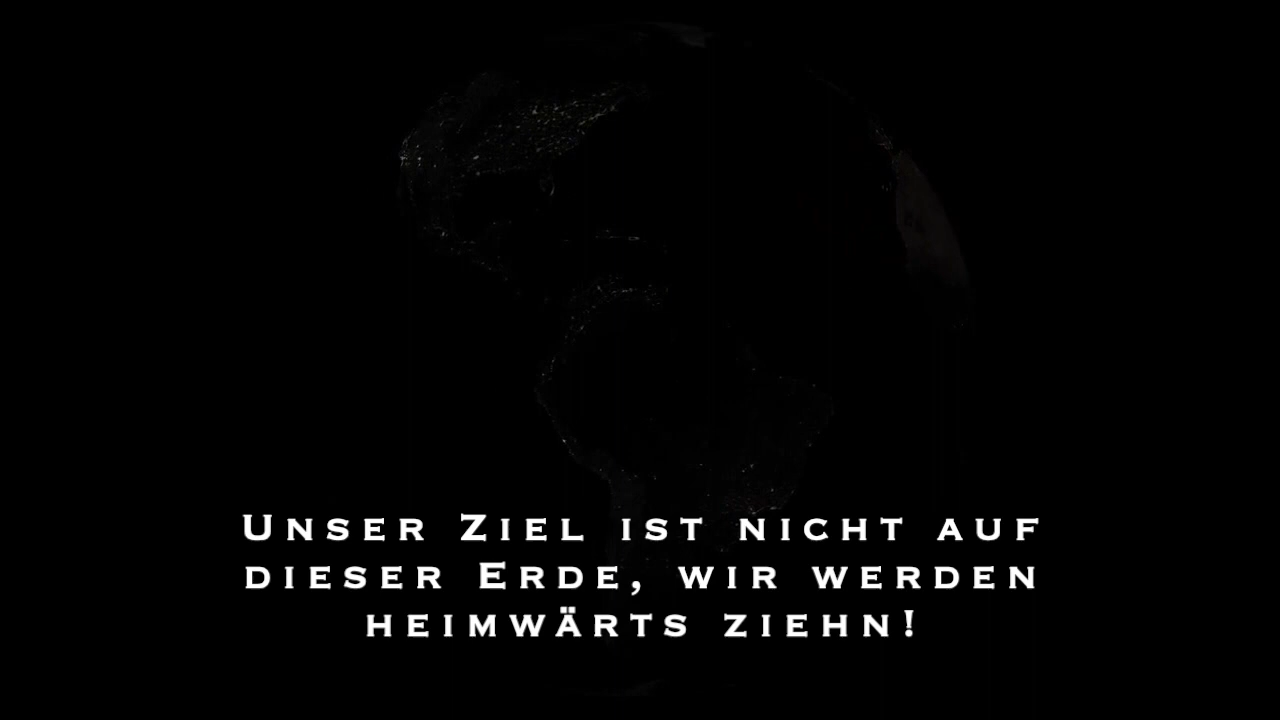 Unser Ziel ist nicht auf
dieser Erde, wir werden
heimwärts ziehn!